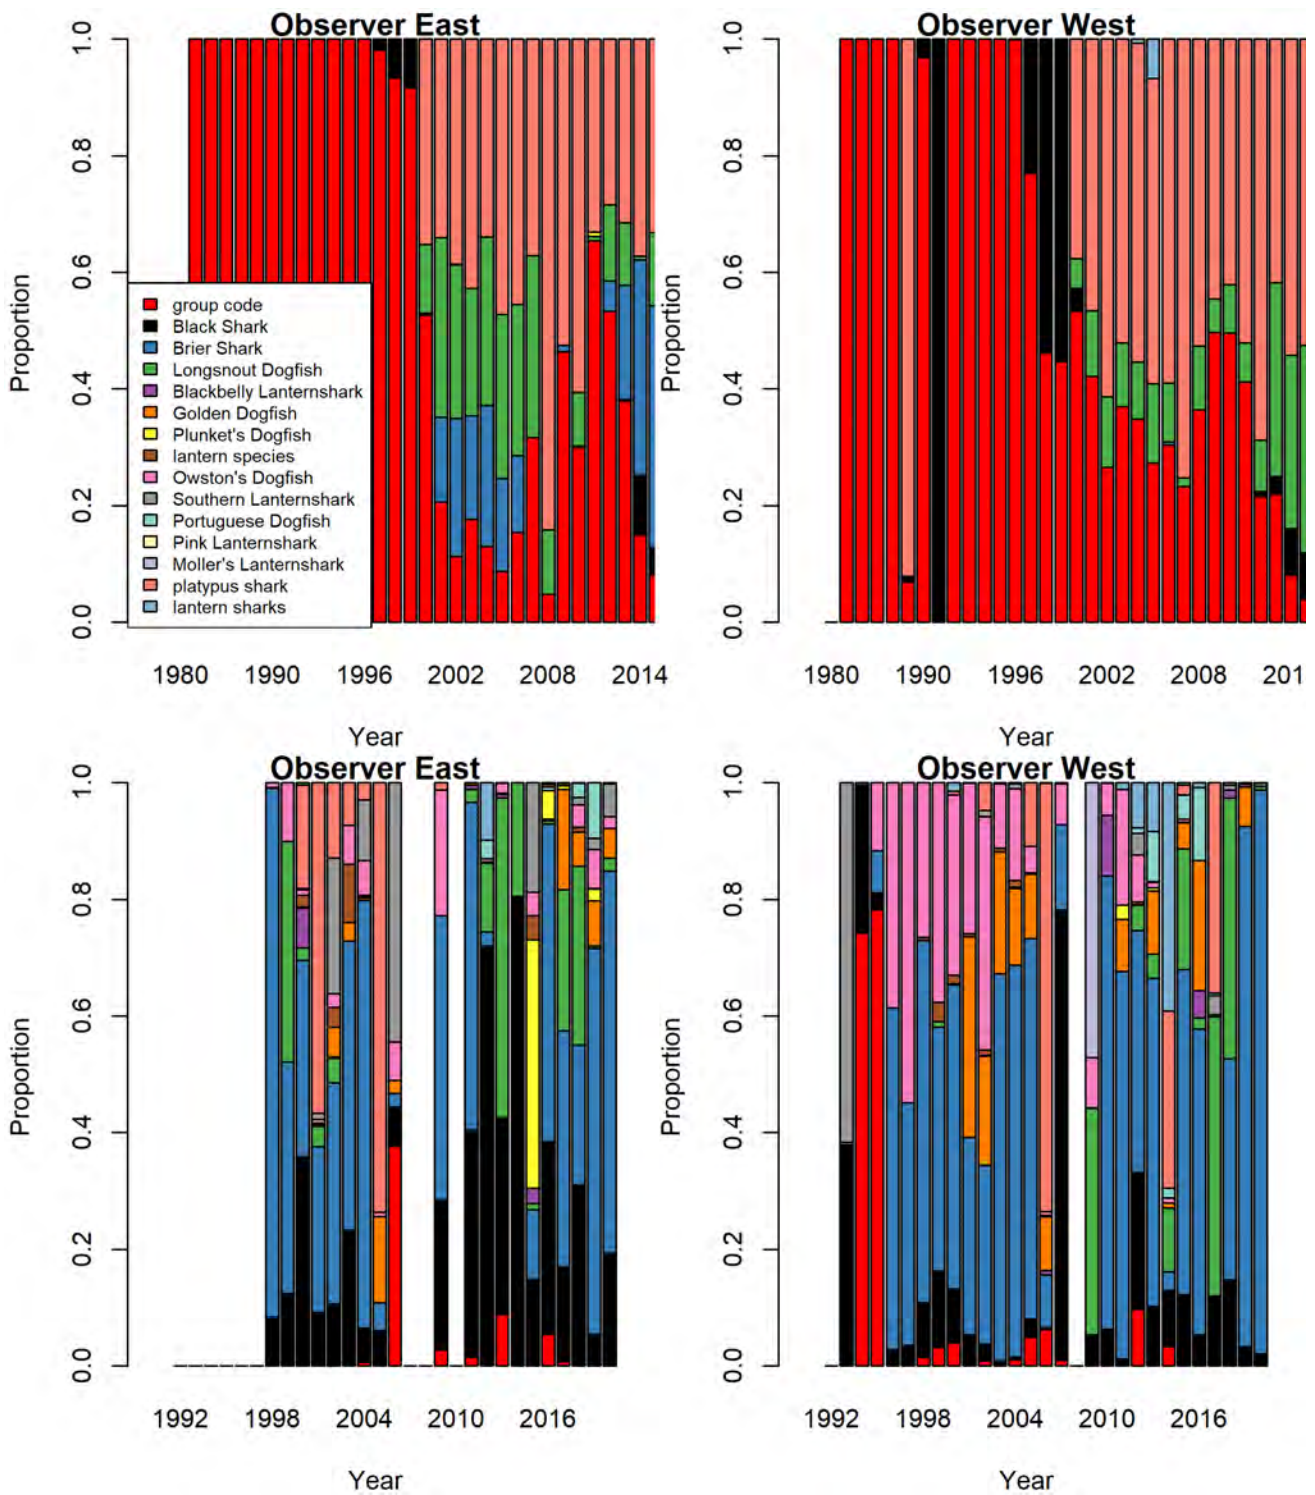 Observer East
Observer West
Proportion
1.0
0.8
0.6
0.4
0.2
0.0
group code
Black Shark
Brier Shark
Longsnout Dogfish
Blackbelly Lanternshark
Golden Dogfish
Plunket's Dogfish
lantern species
Owston's Dogfish
Southern Lanternshark
Portuguese Dogfish
Pink Lanternshark
Moller's Lanternshark
platypus shark
lantern sharks
1980 1990 1996 2002 2008 2014
Year
Proportion
1.0
0.8
0.6
0.4
0.2
0.0
1980 1990 1996 2002 2008 201
Year
Observer East
Observer West
Proportion
1.0
0.8
0.6
0.4
0.2
0.0
1992 1998 2004 2010 2016
Year
Proportion
1.0
0.8
0.6
0.4
0.2
0.0
1992 1998 2004 2010 2016
Year